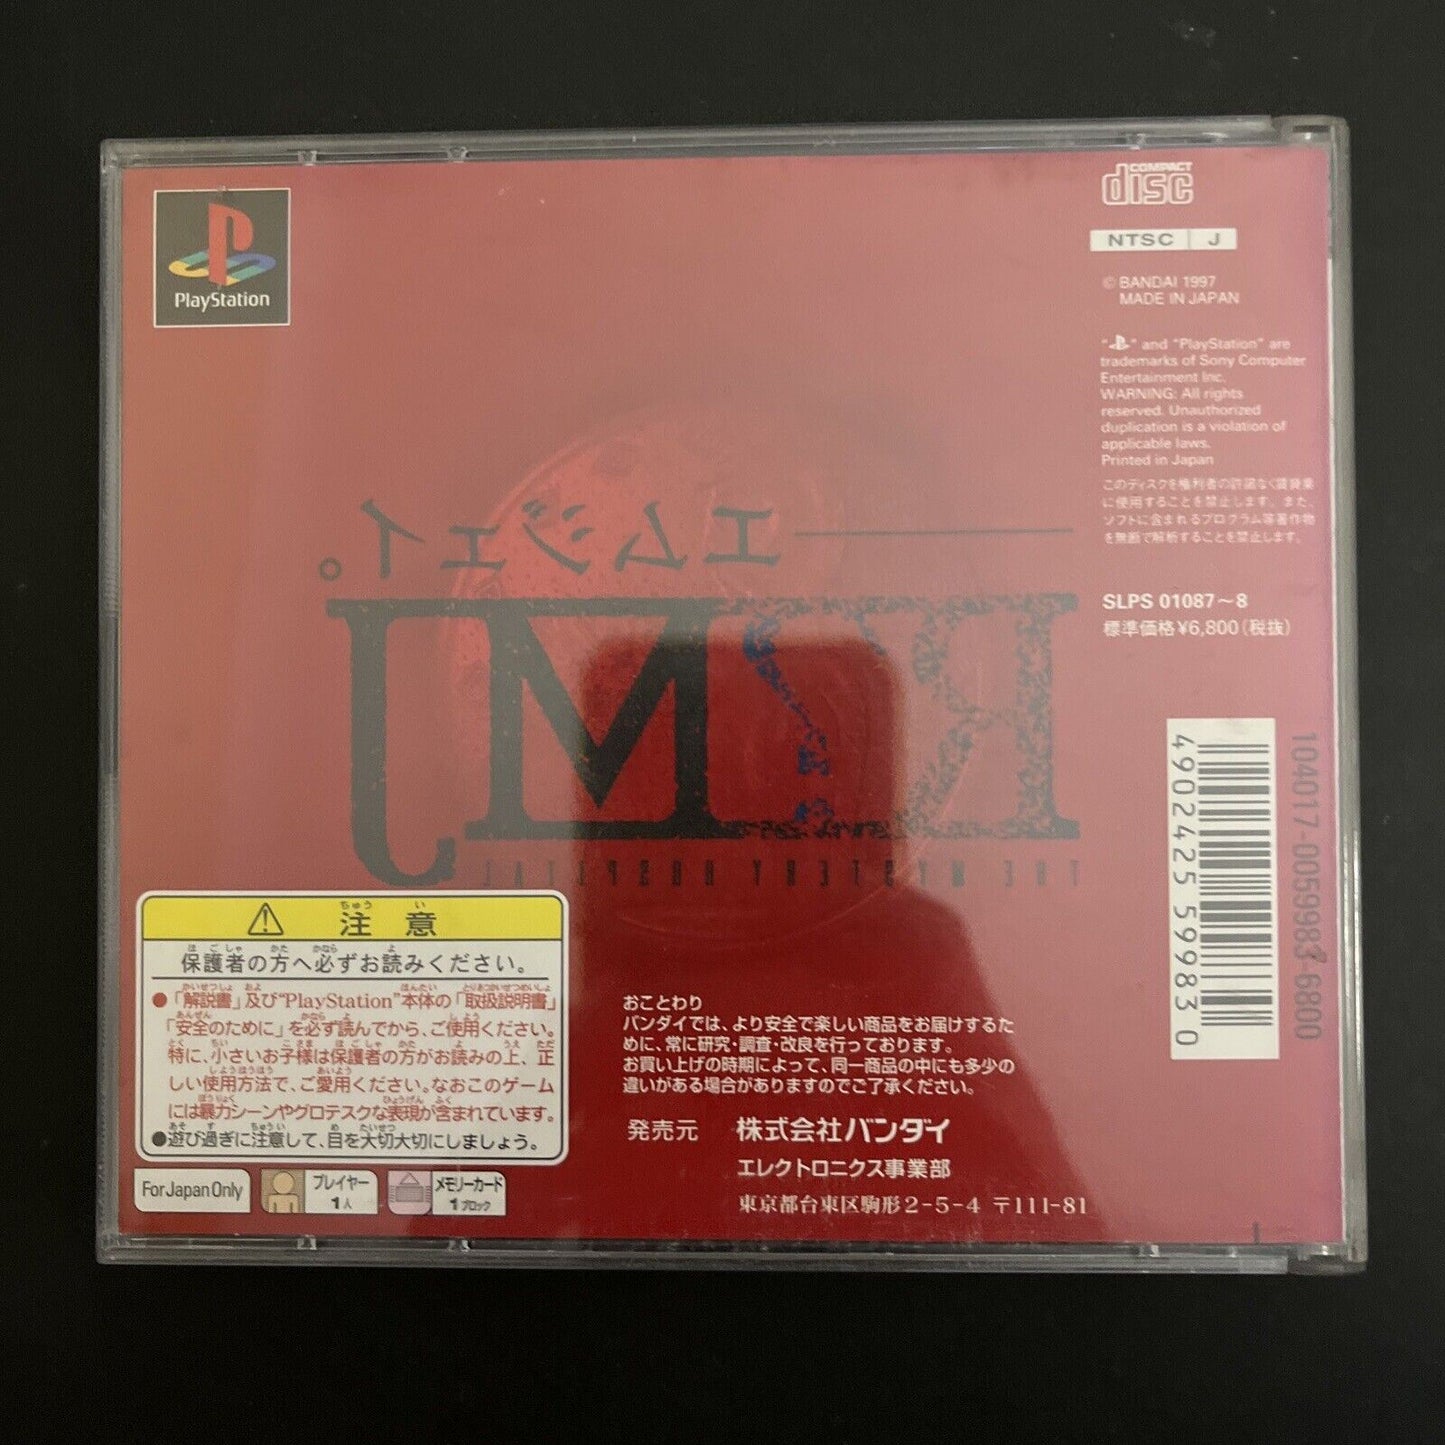 PlayStation
COMPACT
disc
NTSC J
© BANDAI 1997
MADE IN JAPAN
" " and "PlayStation" are
trademarks of Sony Computer
Entertainment Inc.
WARNING: All rights
reserved. Unauthorized
duplication is a violation of
applicable laws.
Printed in Japan
このディスクを権利者の許諾なく賃貸業
に使用することを禁止します。また、
ソフトに含まれるプログラム等著作物
を無断で解析することを禁止します。
SLPS 01087～8
標準価格¥6,800（税抜）
エムジェイ。
MJ
THE MYSTERY HOSPITAL
4902425599830
104017-0059983-6800
注意
保護者の方へ必ずお読みください。
●「解説書」及び"PlayStation"本体の「取扱説明書」
「安全のために」を必ず読んでから、ご使用ください。
特に、小さいお子様は保護者の方がお読みの上、正
しい使用方法で、ご愛用ください。なおこのゲーム
には暴力シーンやグロテスクな表現が含まれています。
●遊び過ぎに注意して、目を大切大切にしましょう。
For Japan Only
プレイヤー
1人
メモリーカード
1ブロック
おことわり
バンダイでは、より安全で楽しい商品をお届けするた
めに、常に研究・調査・改良を行っております。
お買い上げの時期によって、同一商品の中にも多少の
違いがある場合がありますのでご了承ください。
発売元 株式会社バンダイ
エレクトロニクス事業部
東京都台東区駒形2-5-4 〒111-81